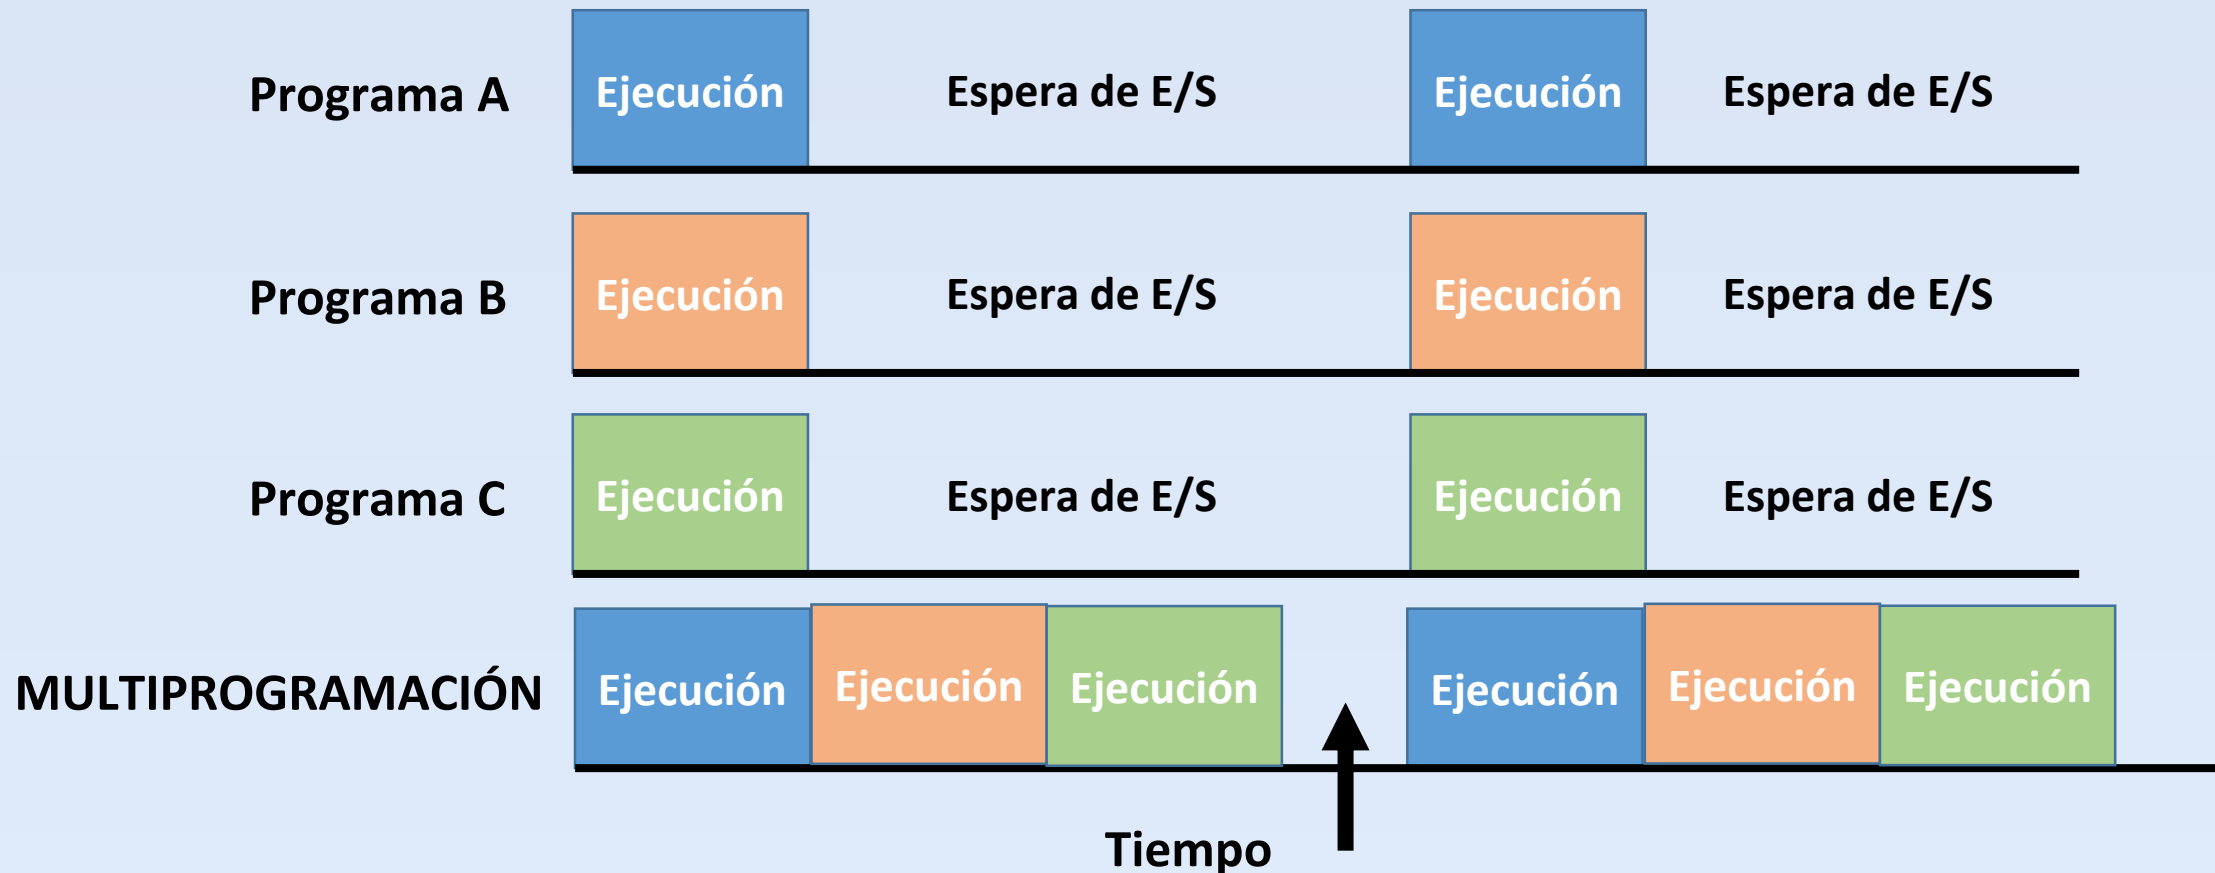 Programa A Ejecución Espera de E/S Ejecución Espera de E/S
Programa B Ejecución Espera de E/S Ejecución Espera de E/S
Programa C Ejecución Espera de E/S Ejecución Espera de E/S
MULTIPROGRAMACIÓN Ejecución Ejecución Ejecución Ejecución Ejecución Ejecución
Tiempo